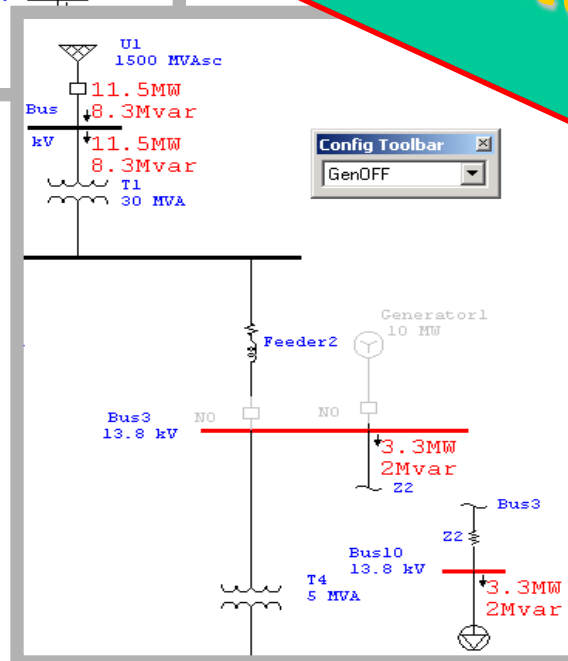 U1
1500 MVAsc
11.5MW
8.3Mvar
Bus
kV
11.5MW
8.3Mvar
T1
30 MVA
Config Toolbar
GenOFF
Generator1
10 MW
Feeder2
NO
NO
Bus3
13.8 kV
3.3MW
2Mvar
Z2
Bus3
Z2
Bus10
13.8 kV
3.3MW
2Mvar
T4
5 MVA